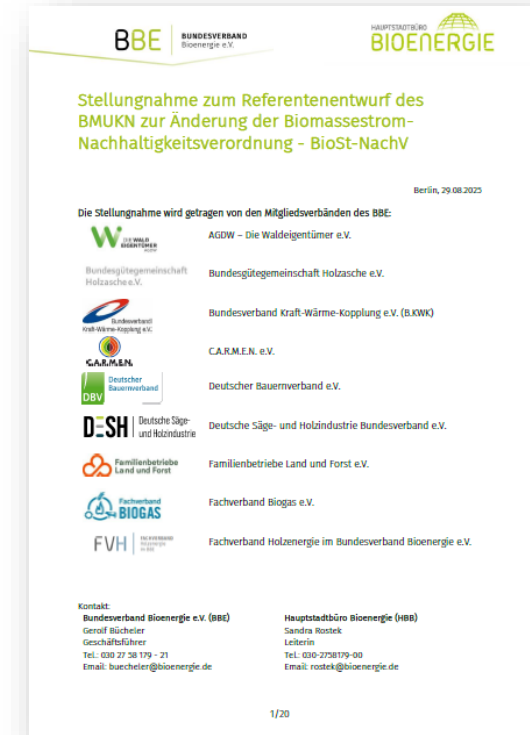 BBE BUNDESVERBAND
Bioenergie e.V.
HAUPTSTADTBÜRO
BIOENERGIE
Stellungnahme zum Referentenentwurf des
BMUKN zur Änderung der Biomassestrom-
Nachhaltigkeitsverordnung - BioSt-NachV
Berlin, 29.08.2025
Die Stellungnahme wird getragen von den Mitgliedsverbänden des BBE:
DIE WALD
EIGENTÜMER
AGDW
AGDW – Die Waldeigentümer e.V.
Bundesgütegemeinschaft
Holzasche e.V.
Bundesgütegemeinschaft Holzasche e.V.
Bundesverband
Kraft-Wärme-Kopplung e.V.
Bundesverband Kraft-Wärme-Kopplung e.V. (B.KWK)
C.A.R.M.E.N.
C.A.R.M.E.N. e.V.
DBV Deutscher
Bauernverband
Deutscher Bauernverband e.V.
DESH Deutsche Säge-
und Holzindustrie
Deutsche Säge- und Holzindustrie Bundesverband e.V.
Familienbetriebe
Land und Forst
Familienbetriebe Land und Forst e.V.
Fachverband
BIOGAS
Fachverband Biogas e.V.
FVH
Fachverband Holzenergie im Bundesverband Bioenergie e.V.
Kontakt:
Bundesverband Bioenergie e.V. (BBE)
Gerolf Bücheler
Geschäftsführer
Tel.: 030 27 58 179 - 21
Email: buecheler@bioenergie.de
Hauptstadtbüro Bioenergie (HBB)
Sandra Rostek
Leiterin
Tel.: 030-2758179-00
Email: rostek@bioenergie.de
1/20